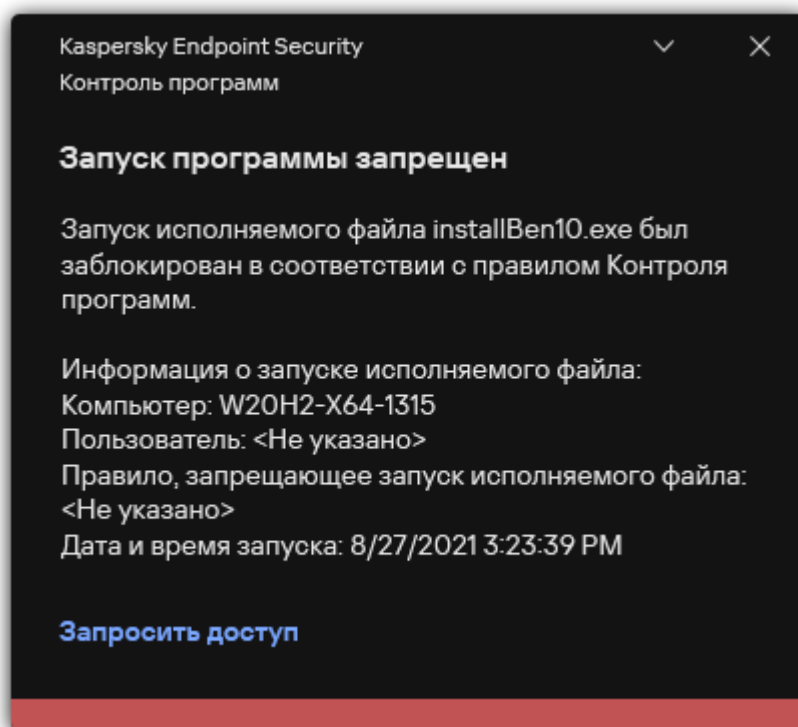 Kaspersky Endpoint Security
Контроль программ
Запуск программы запрещен
Запуск исполняемого файла installBen10.exe был
заблокирован в соответствии с правилом Контроля
программ.
Информация о запуске исполняемого файла:
Компьютер: W20H2-X64-1315
Пользователь: <Не указано>
Правило, запрещающее запуск исполняемого файла:
<Не указано>
Дата и время запуска: 8/27/2021 3:23:39 PM
Запросить доступ